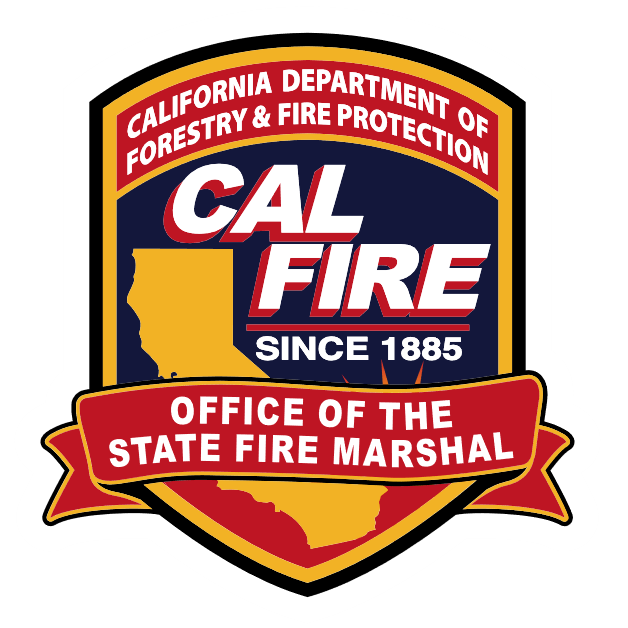 CALIFORNIA DEPARTMENT OF
FORESTRY & FIRE PROTECTION
CAL
FIRE
SINCE 1885
OFFICE OF THE
STATE FIRE MARSHAL